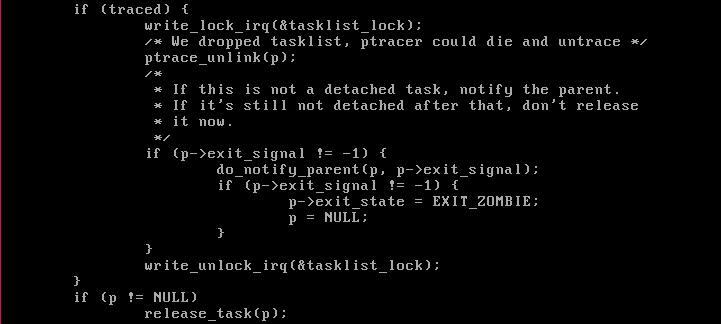 if (traced) {
write_lock_irq(&tasklist_lock);
/* We dropped tasklist, ptracer could die and untrace */
ptrace_unlink(p);
/*
* If this is not a detached task, notify the parent.
* If it's still not detached after that, don't release
* it now.
*/
if (p->exit_signal != -1) {
do_notify_parent(p, p->exit_signal);
if (p->exit_signal != -1) {
p->exit_state = EXIT_ZOMBIE;
p = NULL;
}
}
write_unlock_irq(&tasklist_lock);
}
if (p != NULL)
release_task(p);